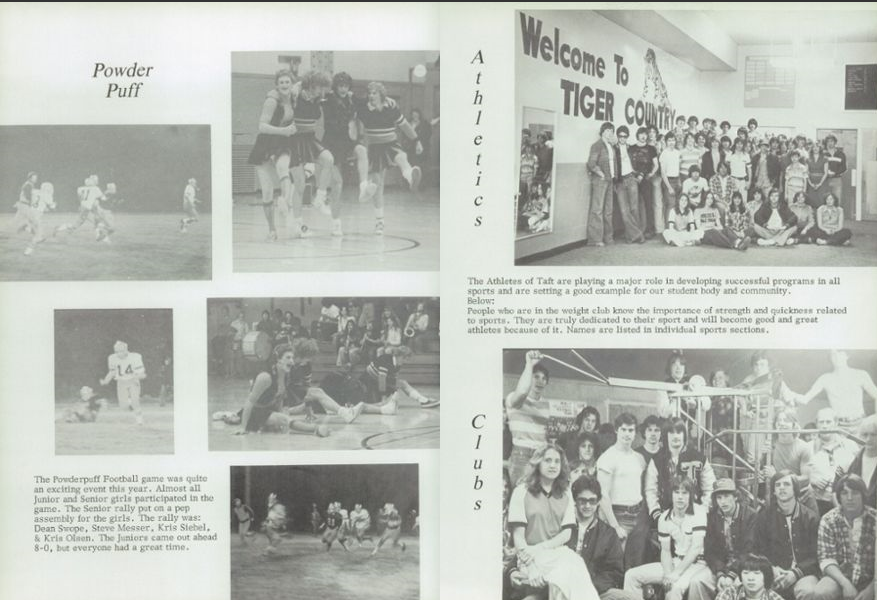 Powder
Puff
The Powderpuff Football game was quite
an exciting event this year. Almost all
Junior and Senior girls participated in the
game. The Senior rally put on a pep
assembly for the girls. The rally was:
Dean Swope, Steve Messer, Kris Siebel,
& Kris Olsen. The Juniors came out ahead
8-0, but everyone had a great time.
Athletics
Welcome To
TIGER COUNTRY
The Athletes of Taft are playing a major role in developing successful programs in all
sports and are setting a good example for our student body and community.
Below:
People who are in the weight club know the importance of strength and quickness related
to sports. They are truly dedicated to their sport and will become good and great
athletes because of it. Names are listed in individual sports sections.
Clubs
14
T